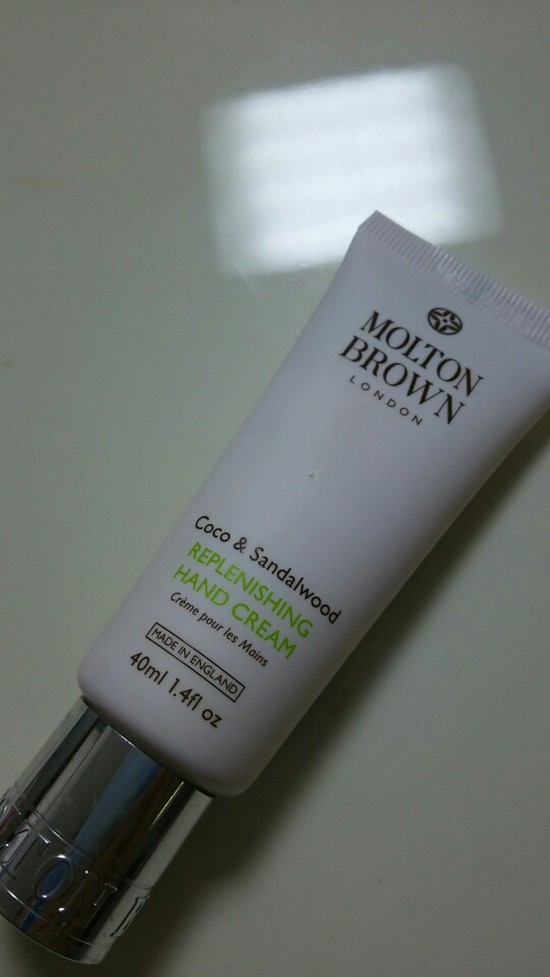 MOLTON
BROWN
LONDON
Coco & Sandalwood
REPLENISHING
HAND CREAM
Crème pour les Mains
MADE IN ENGLAND
40ml 1.4fl oz